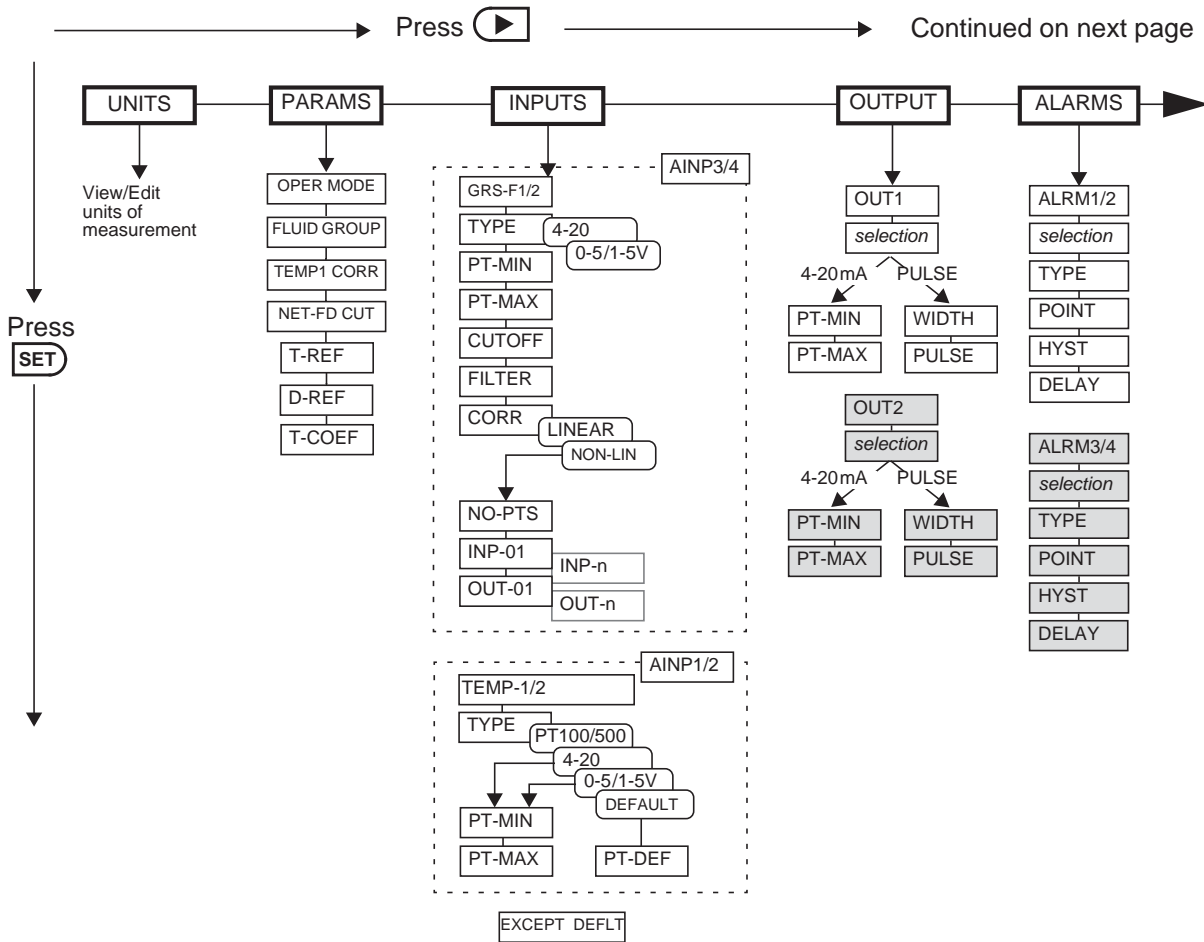 Press
Continued on next page
UNITS
PARAMS
INPUTS
OUTPUT
ALARMS
View/Edit
units of
measurement
Press
SET
OPER MODE
FLUID GROUP
TEMP1 CORR
NET-FD CUT
T-REF
D-REF
T-COEF
AINP3/4
GRS-F1/2
TYPE
4-20
0-5/1-5V
PT-MIN
PT-MAX
CUTOFF
FILTER
CORR
LINEAR
NON-LIN
NO-PTS
INP-01
INP-n
OUT-01
OUT-n
AINP1/2
TEMP-1/2
TYPE
PT100/500
4-20
0-5/1-5V
DEFAULT
PT-MIN
PT-MAX
PT-DEF
EXCEPT DEFLT
OUT1
selection
4-20mA
PULSE
PT-MIN
WIDTH
PT-MAX
PULSE
OUT2
selection
4-20mA
PULSE
PT-MIN
WIDTH
PT-MAX
PULSE
ALRM1/2
selection
TYPE
POINT
HYST
DELAY
ALRM3/4
selection
TYPE
POINT
HYST
DELAY